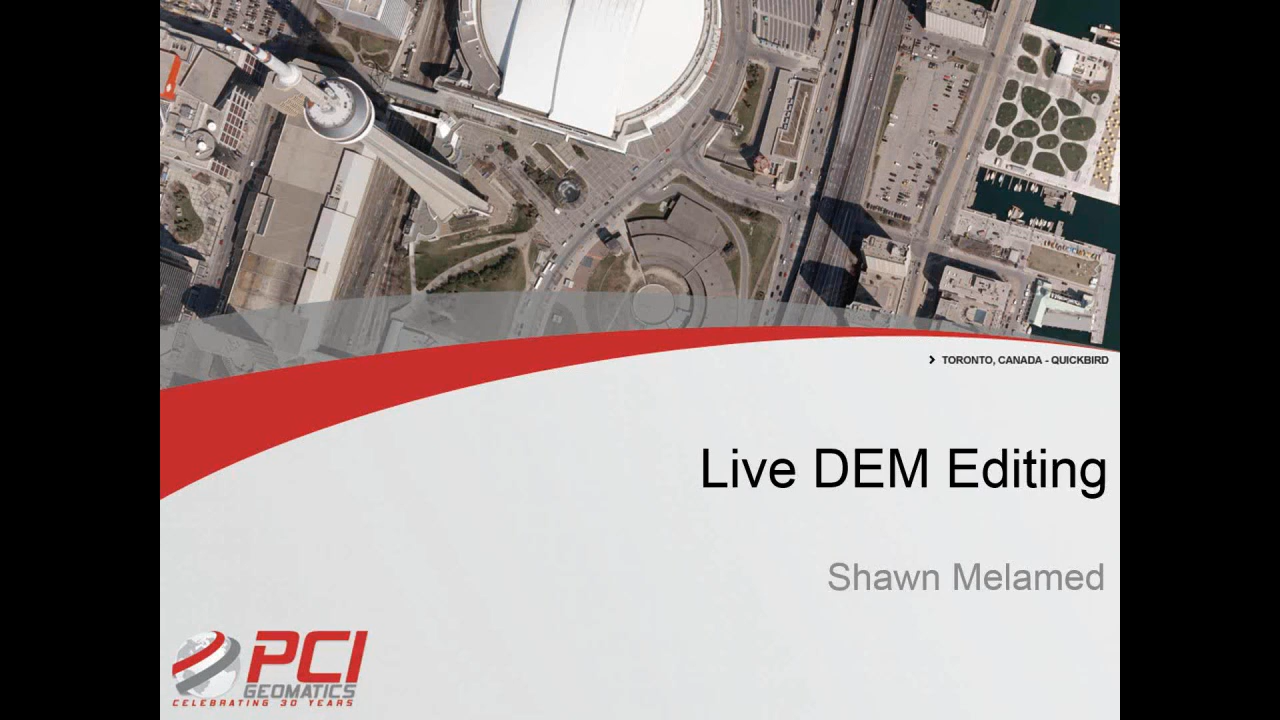 TORONTO, CANADA - QUICKBIRD
Live DEM Editing
Shawn Melamed
PCI
GEOMATICS
CELEBRATING 30 YEARS